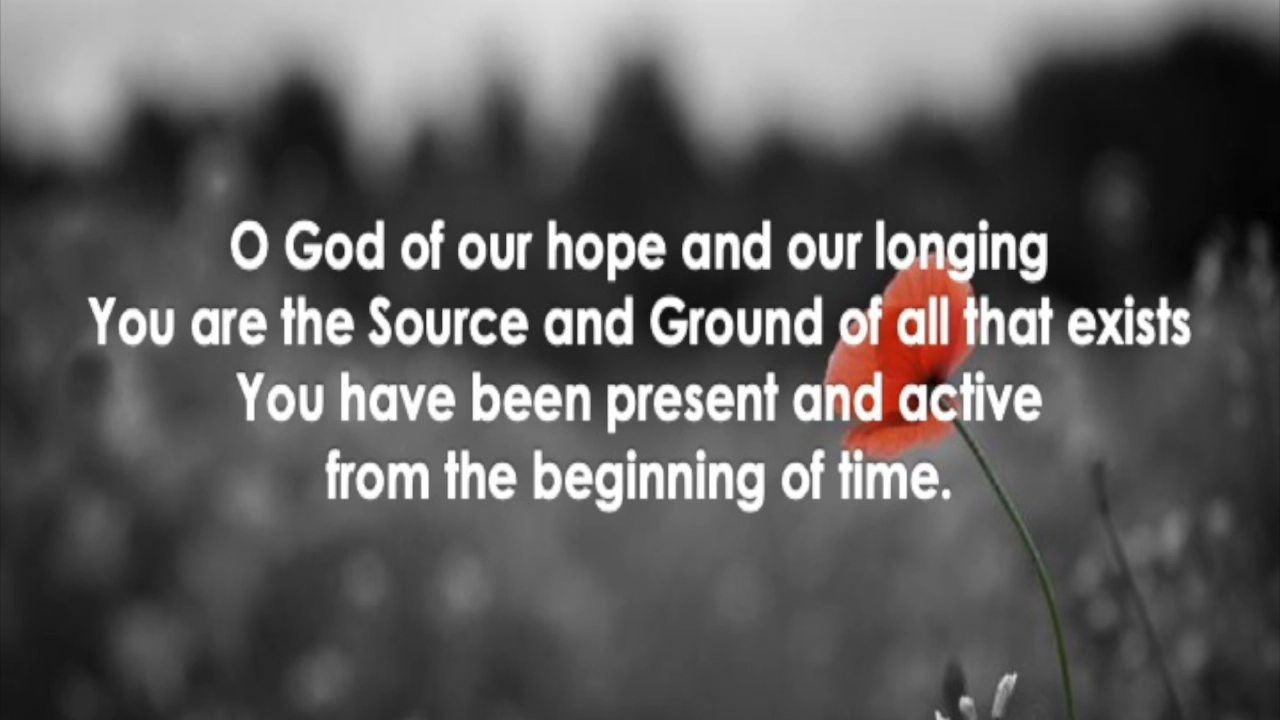 O God of our hope and our longing
You are the Source and Ground of all that exists
You have been present and active
from the beginning of time.